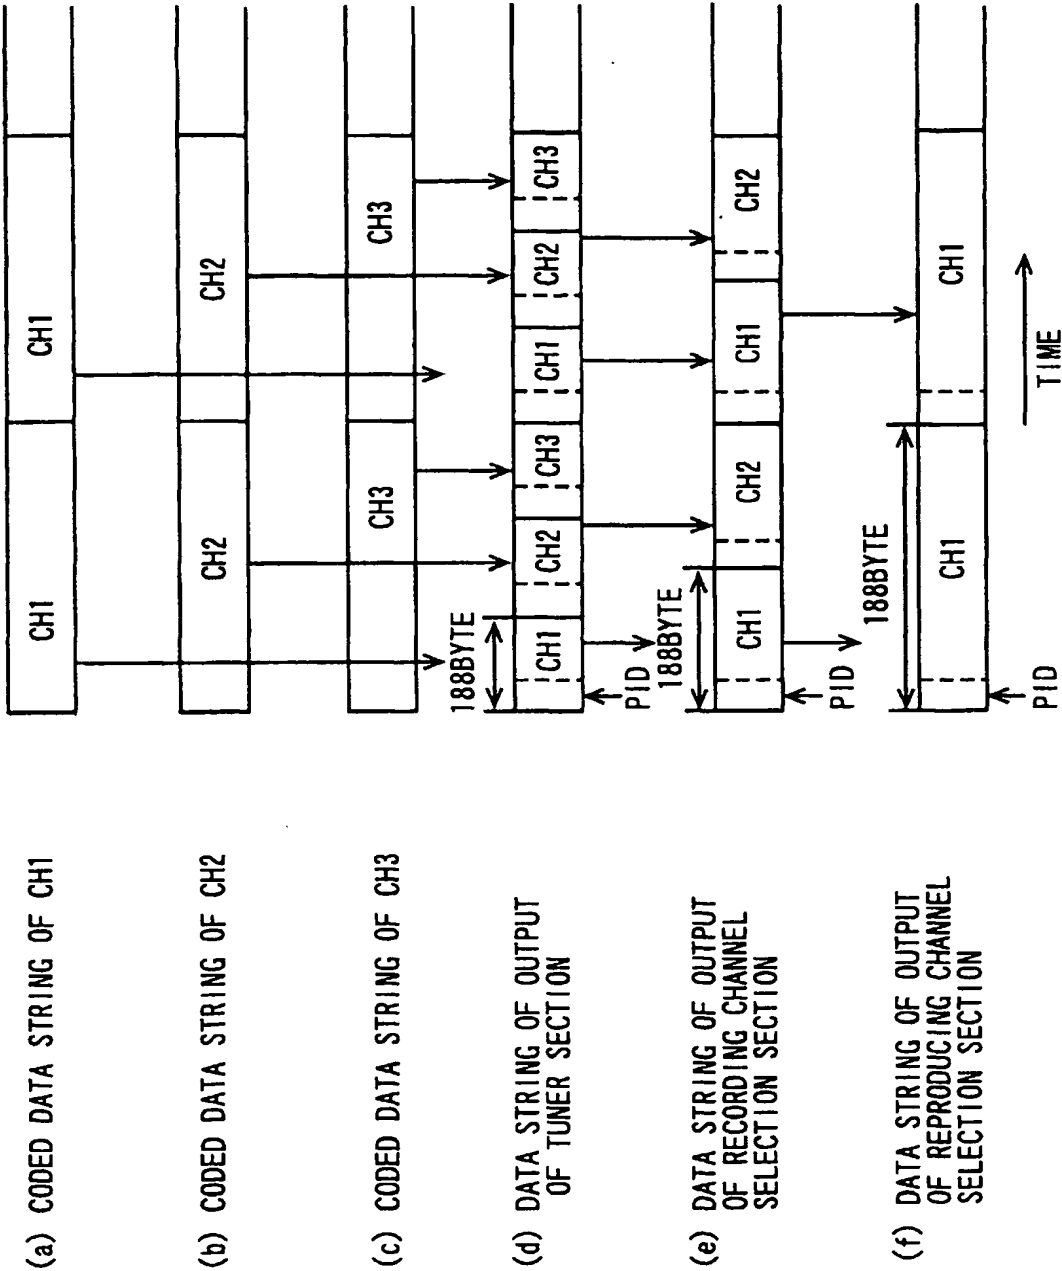 (a) CODED DATA STRING OF CH1
CH1
CH1
(b) CODED DATA STRING OF CH2
CH2
CH2
(c) CODED DATA STRING OF CH3
CH3
CH3
188BYTE
(d) DATA STRING OF OUTPUT
OF TUNER SECTION
CH1
CH2
CH3
CH1
CH2
CH3
PID
188BYTE
(e) DATA STRING OF OUTPUT
OF RECORDING CHANNEL
SELECTION SECTION
CH1
CH2
CH1
CH2
PID
188BYTE
(f) DATA STRING OF OUTPUT
OF REPRODUCING CHANNEL
SELECTION SECTION
CH1
CH1
PID
TIME